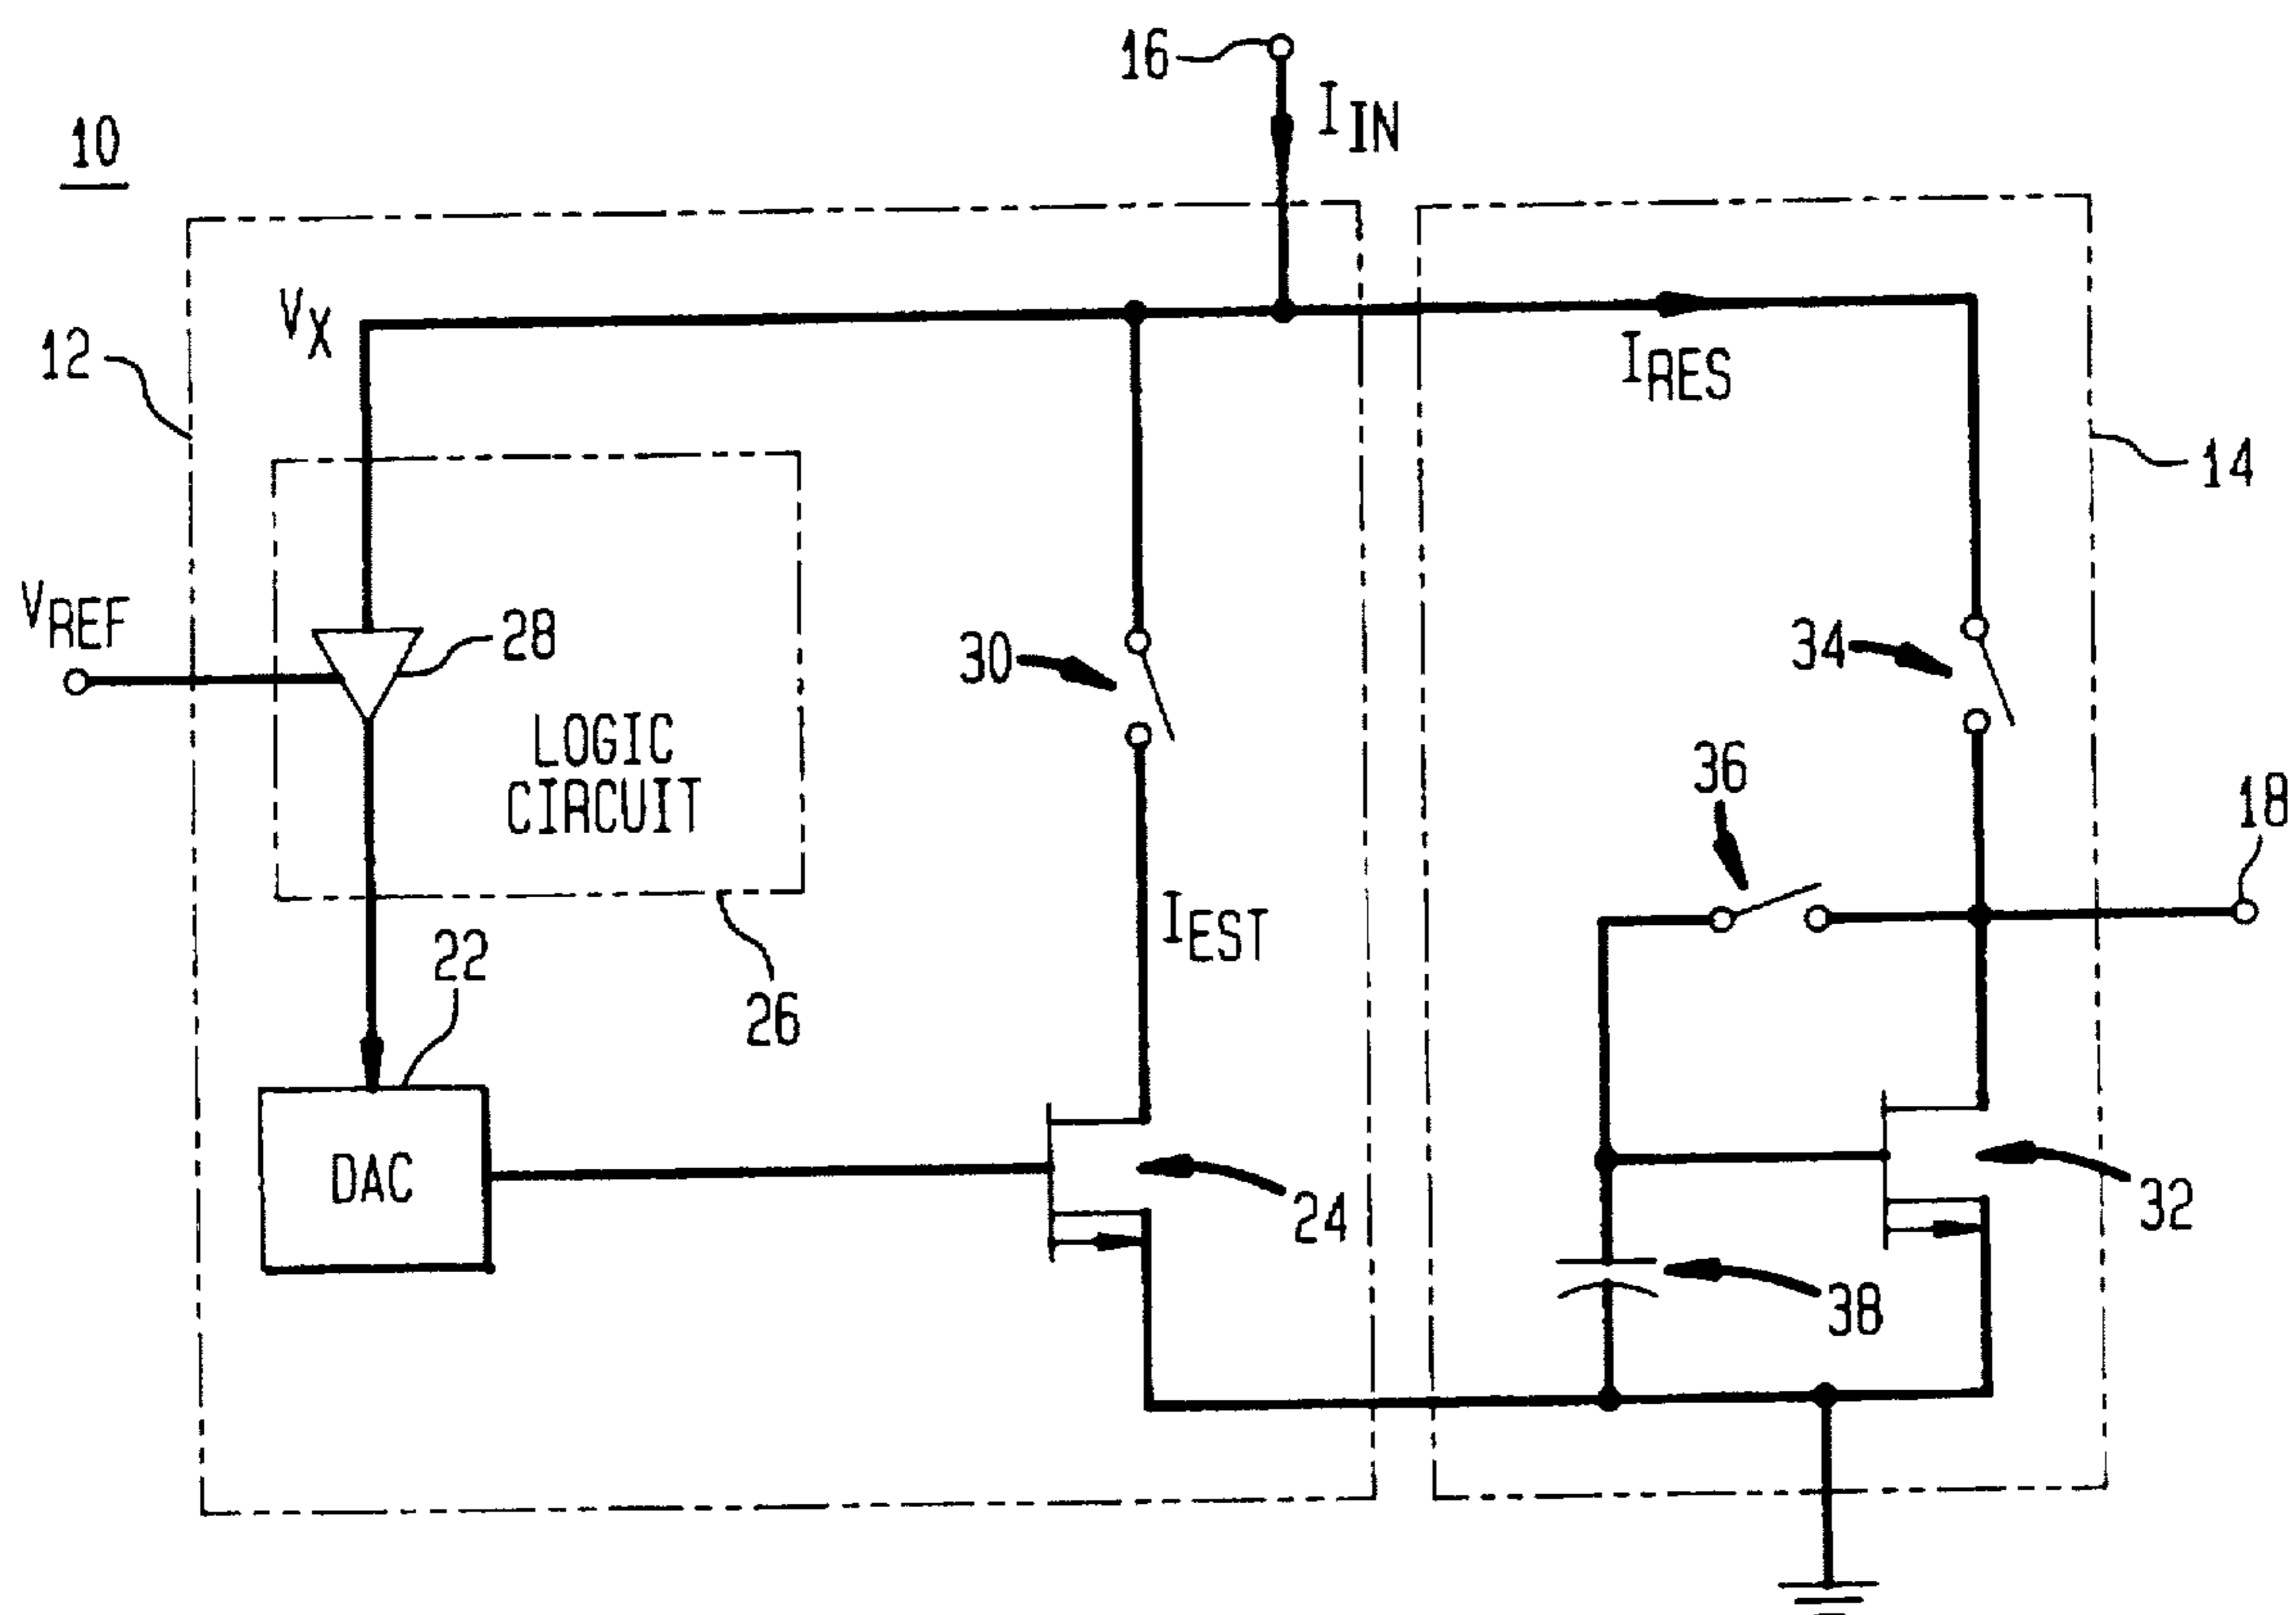 16
I_IN
10
V_X
12
I_RES
14
V_REF
28
30
34
LOGIC
CIRCUIT
36
18
22
I_EST
26
DAC
24
32
38